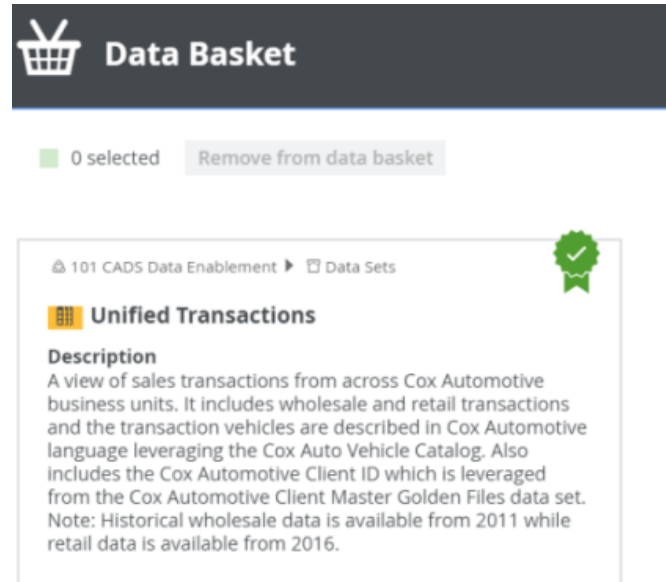 Data Basket
0 selected Remove from data basket
101 CADS Data Enablement Data Sets
Unified Transactions
Description
A view of sales transactions from across Cox Automotive
business units. It includes wholesale and retail transactions
and the transaction vehicles are described in Cox Automotive
language leveraging the Cox Auto Vehicle Catalog. Also
includes the Cox Automotive Client ID which is leveraged
from the Cox Automotive Client Master Golden Files data set.
Note: Historical wholesale data is available from 2011 while
retail data is available from 2016.